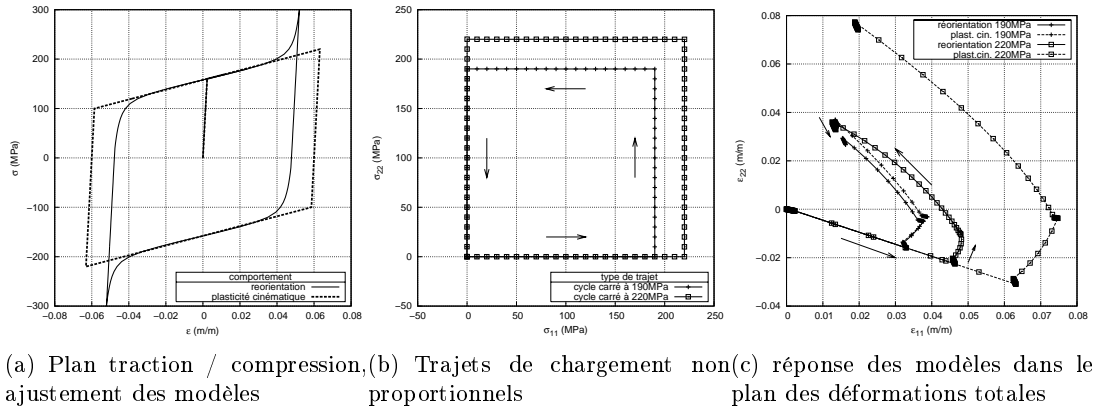 300
200
100
0
−100
−200
−300
−0.08 −0.06 −0.04 −0.02 0 0.02 0.04 0.06 0.08
σ (MPa)
ε (m/m)
comportement
reorientation
plasticité cinématique
250
200
150
100
50
0
−50
−50 0 50 100 150 200 250
σ22 (MPa)
σ11 (MPa)
type de trajet
cycle carré à 190MPa
cycle carré à 220MPa
0.08
0.06
0.04
0.02
0
−0.02
−0.04
0 0.01 0.02 0.03 0.04 0.05 0.06 0.07 0.08
ε22 (m/m)
ε11 (m/m)
réorientation 190MPa
plast. cin. 190MPa
reorientation 220MPa
plast.cin. 220MPa
(a) Plan traction / compression, ajustement des modèles
(b) Trajets de chargement non proportionnels
(c) réponse des modèles dans le plan des déformations totales